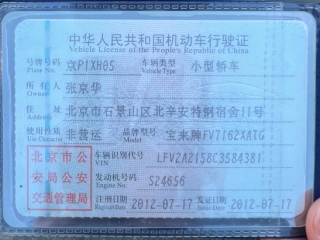 中华人民共和国机动车行驶证
Vehicle License of the People's Republic of China
号牌号码 京P1XH05 车辆类型 小型轿车
Plate No. Vehicle Type
所有人 张京华
Owner
住址 北京市石景山区北辛安特钢宿舍11号
Address
使用性质 非营运 品牌型号 宝来牌FV7162XATG
Use Character Model
北京市公安局公安交通管理局
车辆识别代号 LFV2A2158C3584381
VIN
发动机号码 S24656
Engine No.
注册日期 2012-07-17 发证日期 2012-07-17
Register Date Issue Date